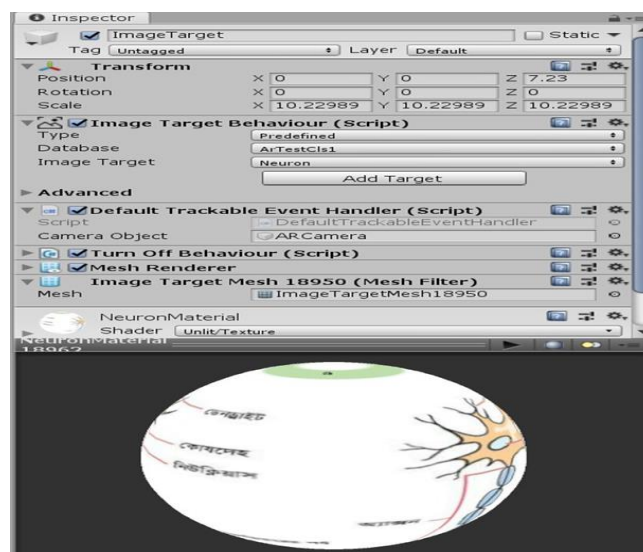 Inspector
ImageTarget Static
Tag Untagged Layer Default
Transform
Position X 0 Y 0 Z 7.23
Rotation X 0 Y 0 Z 0
Scale X 10.22989 Y 10.22989 Z 10.22989
Image Target Behaviour (Script)
Type Predefined
Database ArTestCls1
Image Target Neuron
Add Target
Advanced
Default Trackable Event Handler (Script)
Script DefaultTrackableEventHandler
Camera Object ARCamera
Turn Off Behaviour (Script)
Mesh Renderer
Image Target Mesh 18950 (Mesh Filter)
Mesh ImageTargetMesh18950
NeuronMaterial
Shader Unlit/Texture
NeuronMaterial
18962
ডেনড্রাইট
কোষদেহ
নিউক্লিয়াস
অ্যাক্সন